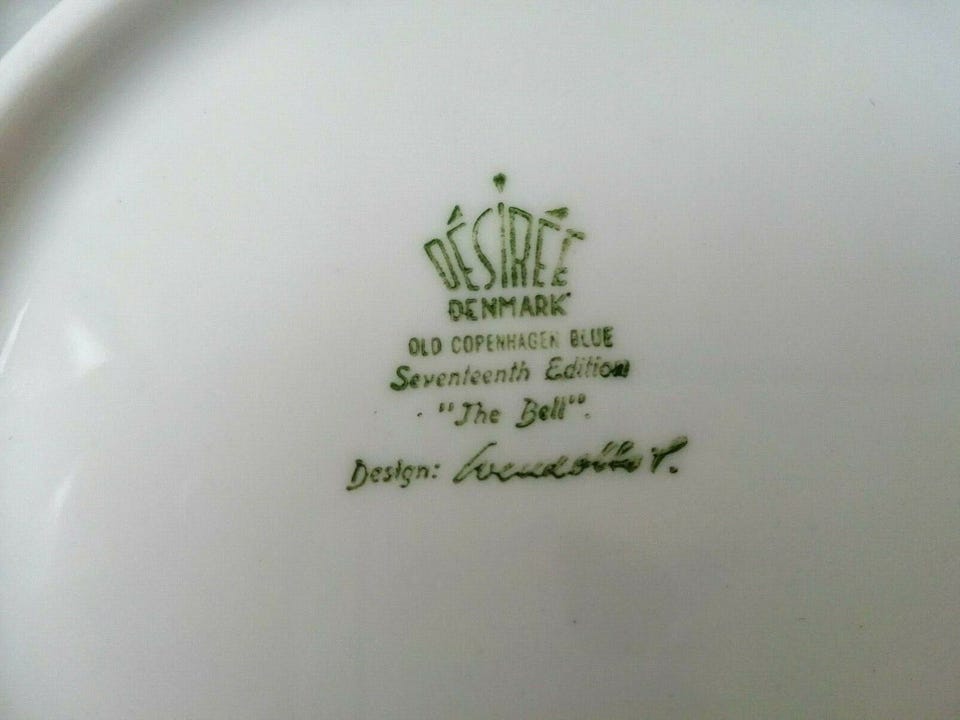 DÉSIRÉE
DENMARK
OLD COPENHAGEN BLUE
Seventeenth Edition
"The Bell".
Design: